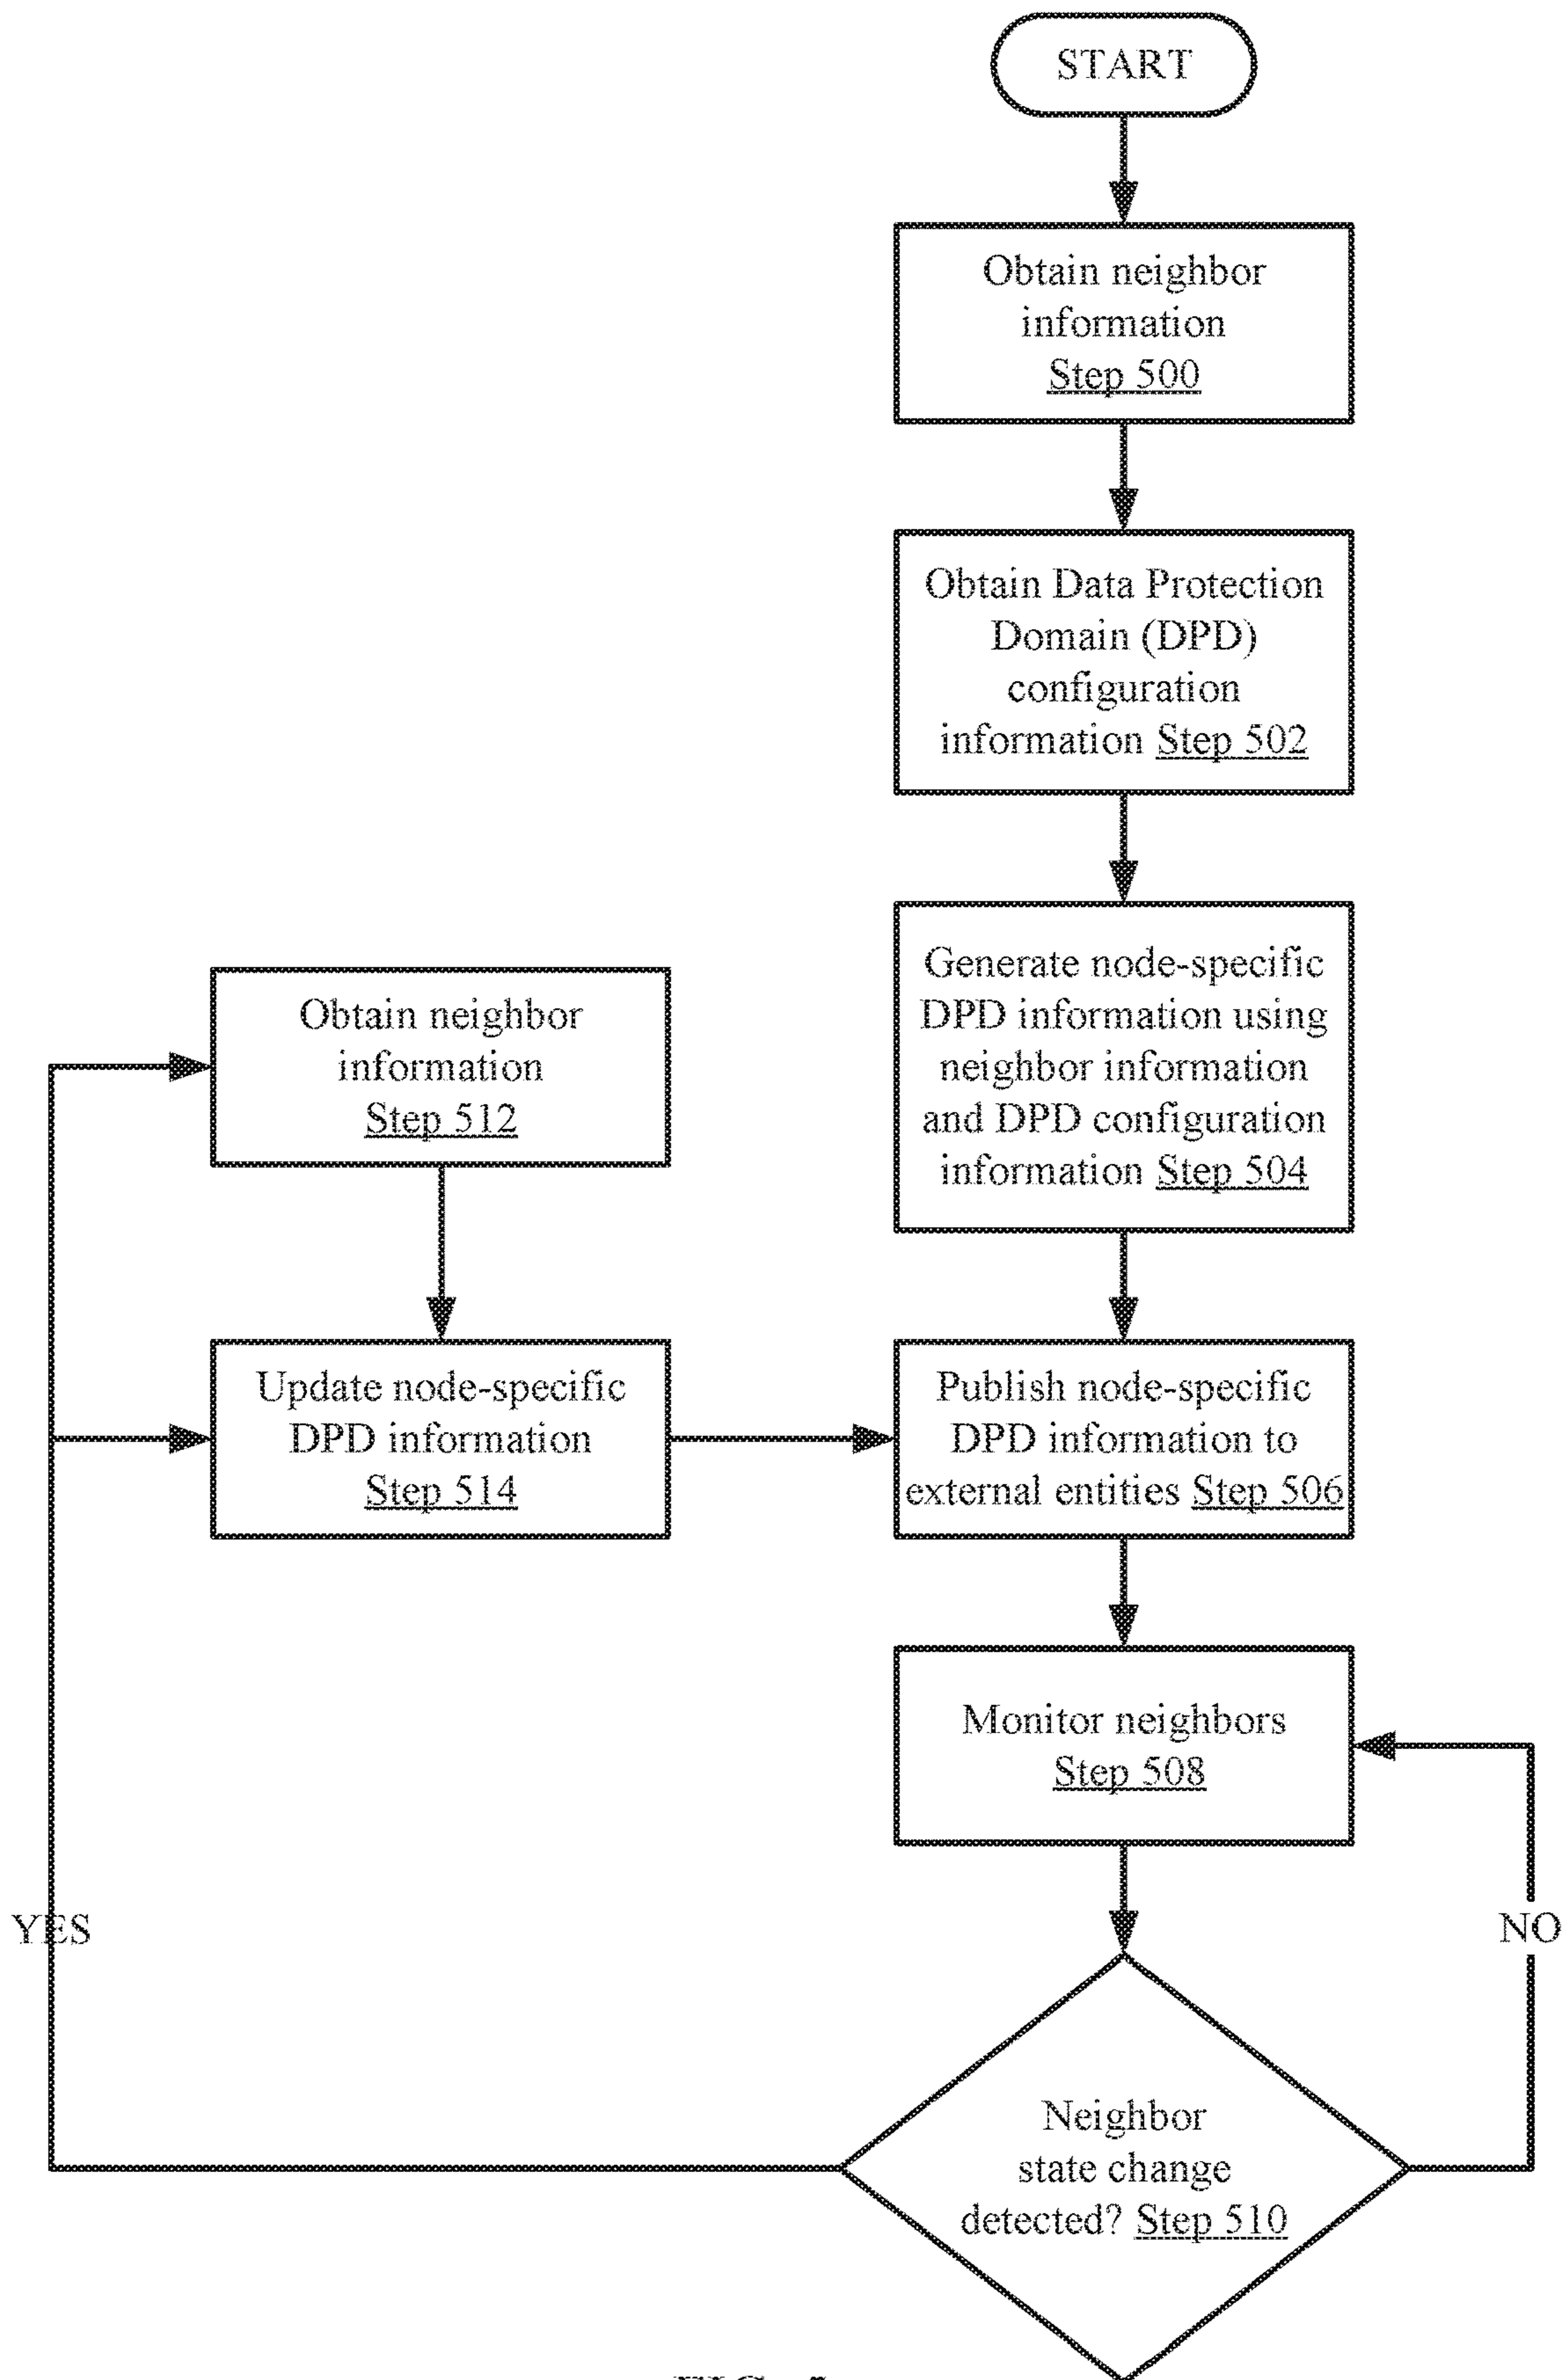 START
Obtain neighbor
information
Step 500
Obtain Data Protection
Domain (DPD)
configuration
information Step 502
Generate node-specific
DPD information using
neighbor information
and DPD configuration
information Step 504
Obtain neighbor
information
Step 512
Update node-specific
DPD information
Step 514
Publish node-specific
DPD information to
external entities Step 506
Monitor neighbors
Step 508
YES
NO
Neighbor
state change
detected? Step 510